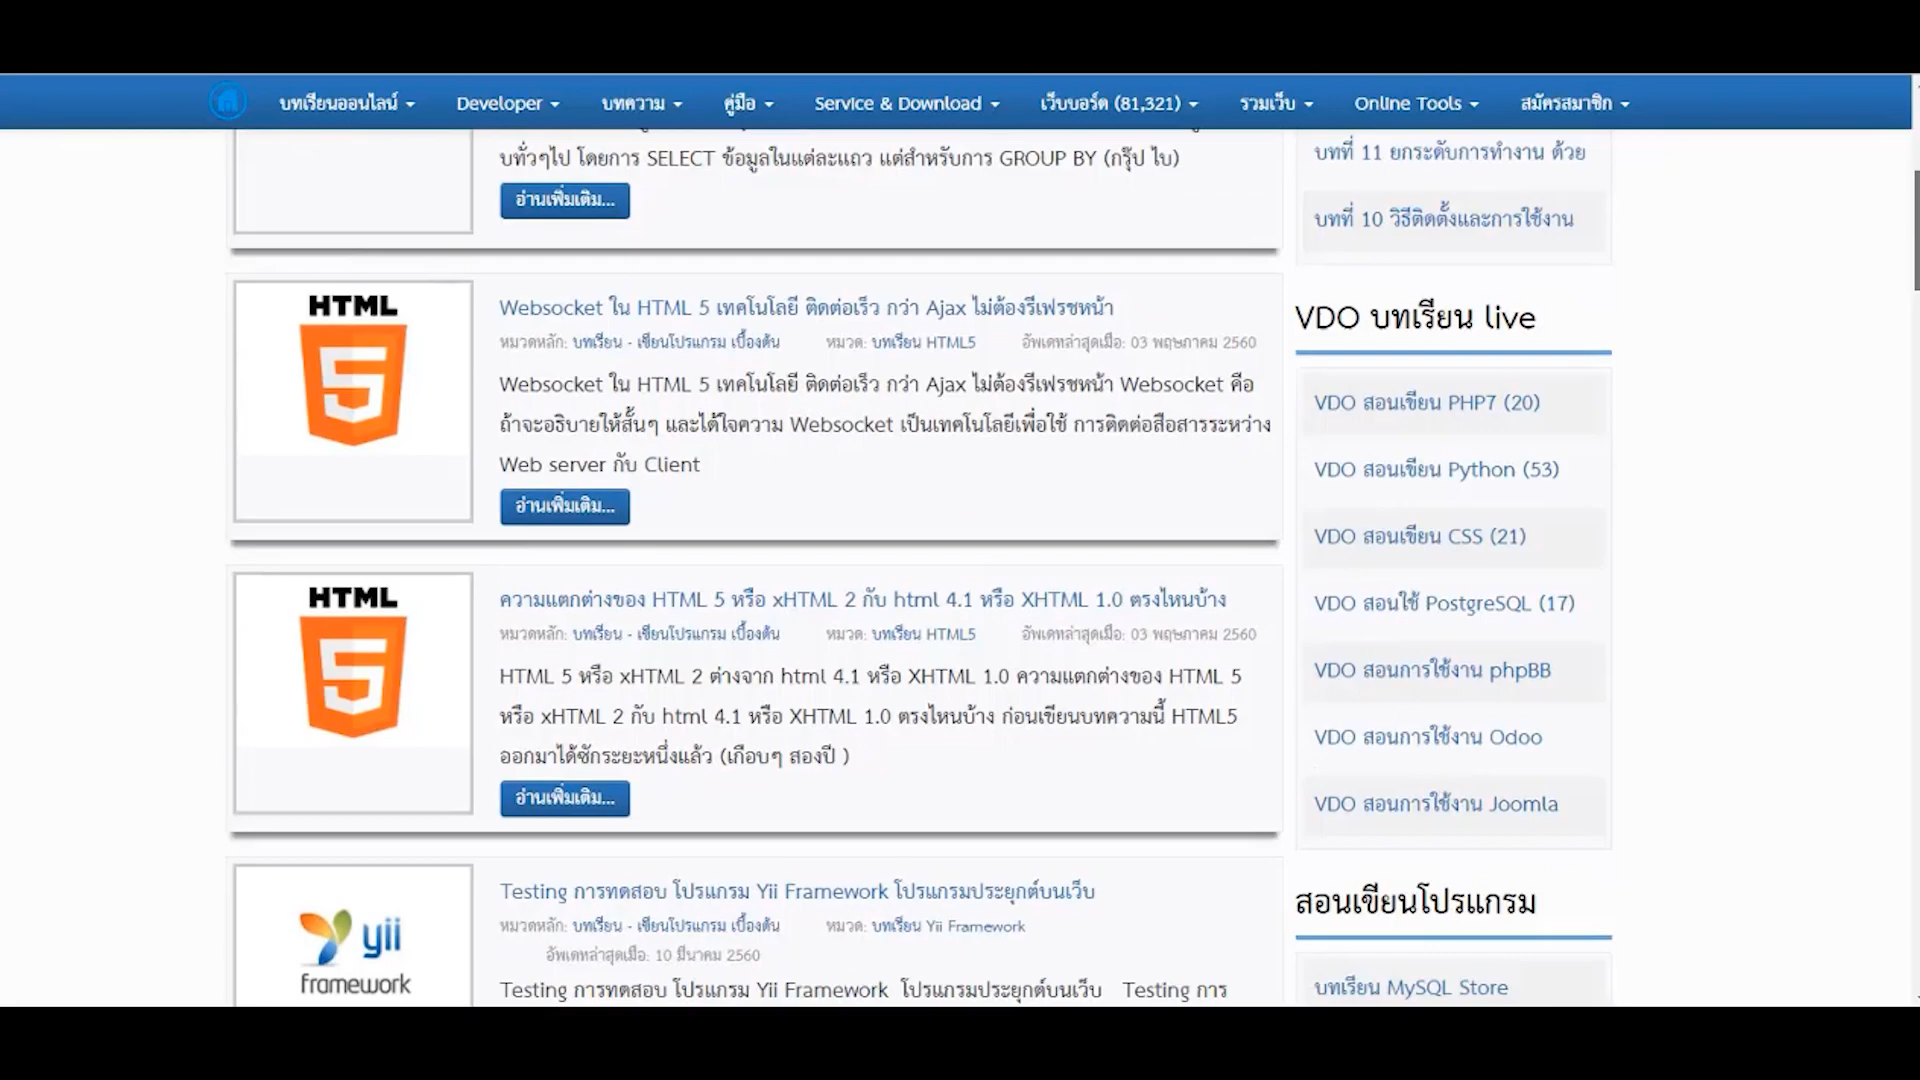 บทเรียนออนไลน์ Developer บทความ คู่มือ Service & Download เว็บบอร์ด (81,321) รวมเว็บ Online Tools สมัครสมาชิก
บทั่วๆไป โดยการ SELECT ข้อมูลในแต่ละแถว แต่สำหรับการ GROUP BY (กรุ๊ป ไบ)
อ่านเพิ่มเติม...
HTML
5
Websocket ใน HTML 5 เทคโนโลยี ติดต่อเร็ว กว่า Ajax ไม่ต้องรีเฟรชหน้า
หมวดหลัก: บทเรียน - เขียนโปรแกรม เบื้องต้น หมวด: บทเรียน HTML5 อัพเดทล่าสุดเมื่อ: 03 พฤษภาคม 2560
Websocket ใน HTML 5 เทคโนโลยี ติดต่อเร็ว กว่า Ajax ไม่ต้องรีเฟรชหน้า Websocket คือ
ถ้าจะอธิบายให้สั้นๆ และได้ใจความ Websocket เป็นเทคโนโลยีเพื่อใช้ การติดต่อสือสารระหว่าง
Web server กับ Client
อ่านเพิ่มเติม...
HTML
5
ความแตกต่างของ HTML 5 หรือ xHTML 2 กับ html 4.1 หรือ XHTML 1.0 ตรงไหนบ้าง
หมวดหลัก: บทเรียน - เขียนโปรแกรม เบื้องต้น หมวด: บทเรียน HTML5 อัพเดทล่าสุดเมื่อ: 03 พฤษภาคม 2560
HTML 5 หรือ xHTML 2 ต่างจาก html 4.1 หรือ XHTML 1.0 ความแตกต่างของ HTML 5
หรือ xHTML 2 กับ html 4.1 หรือ XHTML 1.0 ตรงไหนบ้าง ก่อนเขียนบทความนี้ HTML5
ออกมาได้ซักระยะหนึ่งแล้ว (เกือบๆ สองปี )
อ่านเพิ่มเติม...
yii
framework
Testing การทดสอบ โปรแกรม Yii Framework โปรแกรมประยุกต์บนเว็บ
หมวดหลัก: บทเรียน - เขียนโปรแกรม เบื้องต้น หมวด: บทเรียน Yii Framework
อัพเดทล่าสุดเมื่อ: 10 มีนาคม 2560
Testing การทดสอบ โปรแกรม Yii Framework โปรแกรมประยุกต์บนเว็บ Testing การ
บทที่ 11 ยกระดับการทำงาน ด้วย
บทที่ 10 วิธีติดตั้งและการใช้งาน
VDO บทเรียน live
VDO สอนเขียน PHP7 (20)
VDO สอนเขียน Python (53)
VDO สอนเขียน CSS (21)
VDO สอนใช้ PostgreSQL (17)
VDO สอนการใช้งาน phpBB
VDO สอนการใช้งาน Odoo
VDO สอนการใช้งาน Joomla
สอนเขียนโปรแกรม
บทเรียน MySQL Store